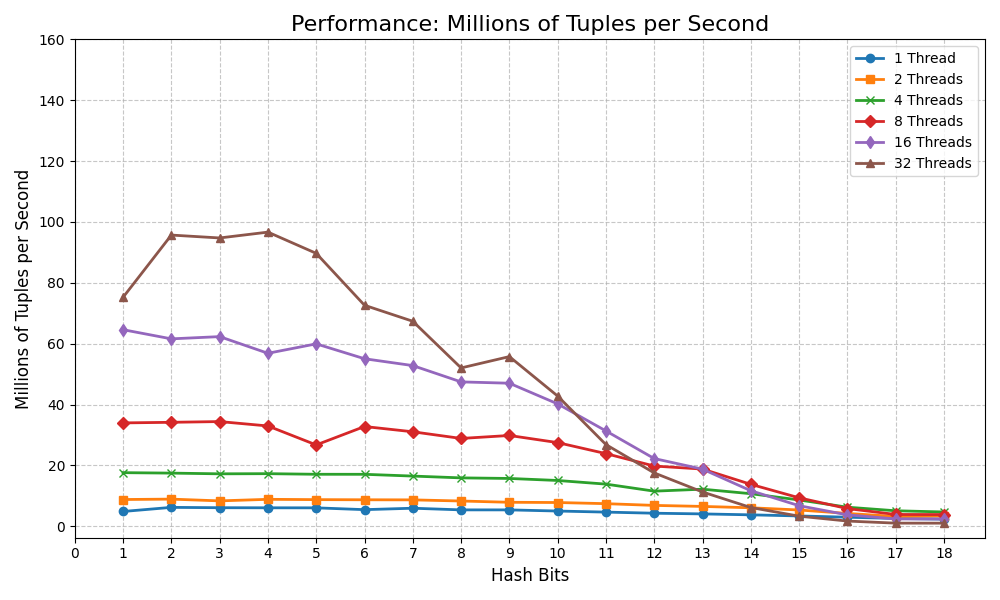 Performance: Millions of Tuples per Second
160
140
120
100
80
60
40
20
0
Millions of Tuples per Second
1 Thread
2 Threads
4 Threads
8 Threads
16 Threads
32 Threads
0 1 2 3 4 5 6 7 8 9 10 11 12 13 14 15 16 17 18
Hash Bits